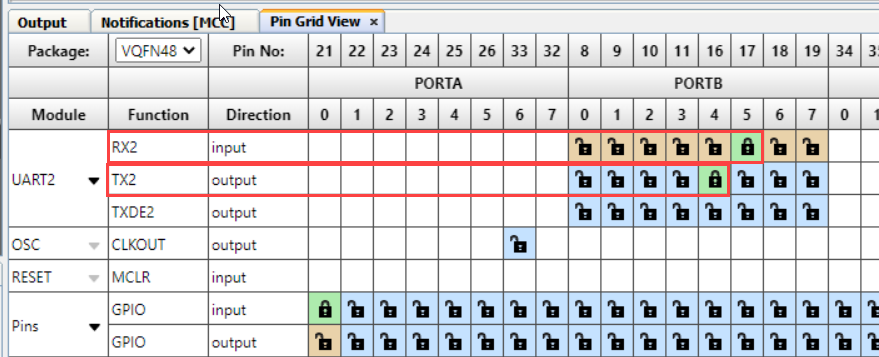 Output Notifications [MCC] Pin Grid View ×
Package: VQFN48 Pin No: 21 22 23 24 25 26 33 32 8 9 10 11 16 17 18 19 34
PORTA PORTB
Module Function Direction 0 1 2 3 4 5 6 7 0 1 2 3 4 5 6 7 0 1
RX2 input
UART2 TX2 output
TXDE2 output
OSC CLKOUT output
RESET MCLR input
Pins GPIO input
GPIO output